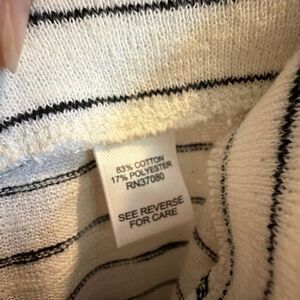 83% COTTON
17% POLYESTER
RN37080
SEE REVERSE
FOR CARE